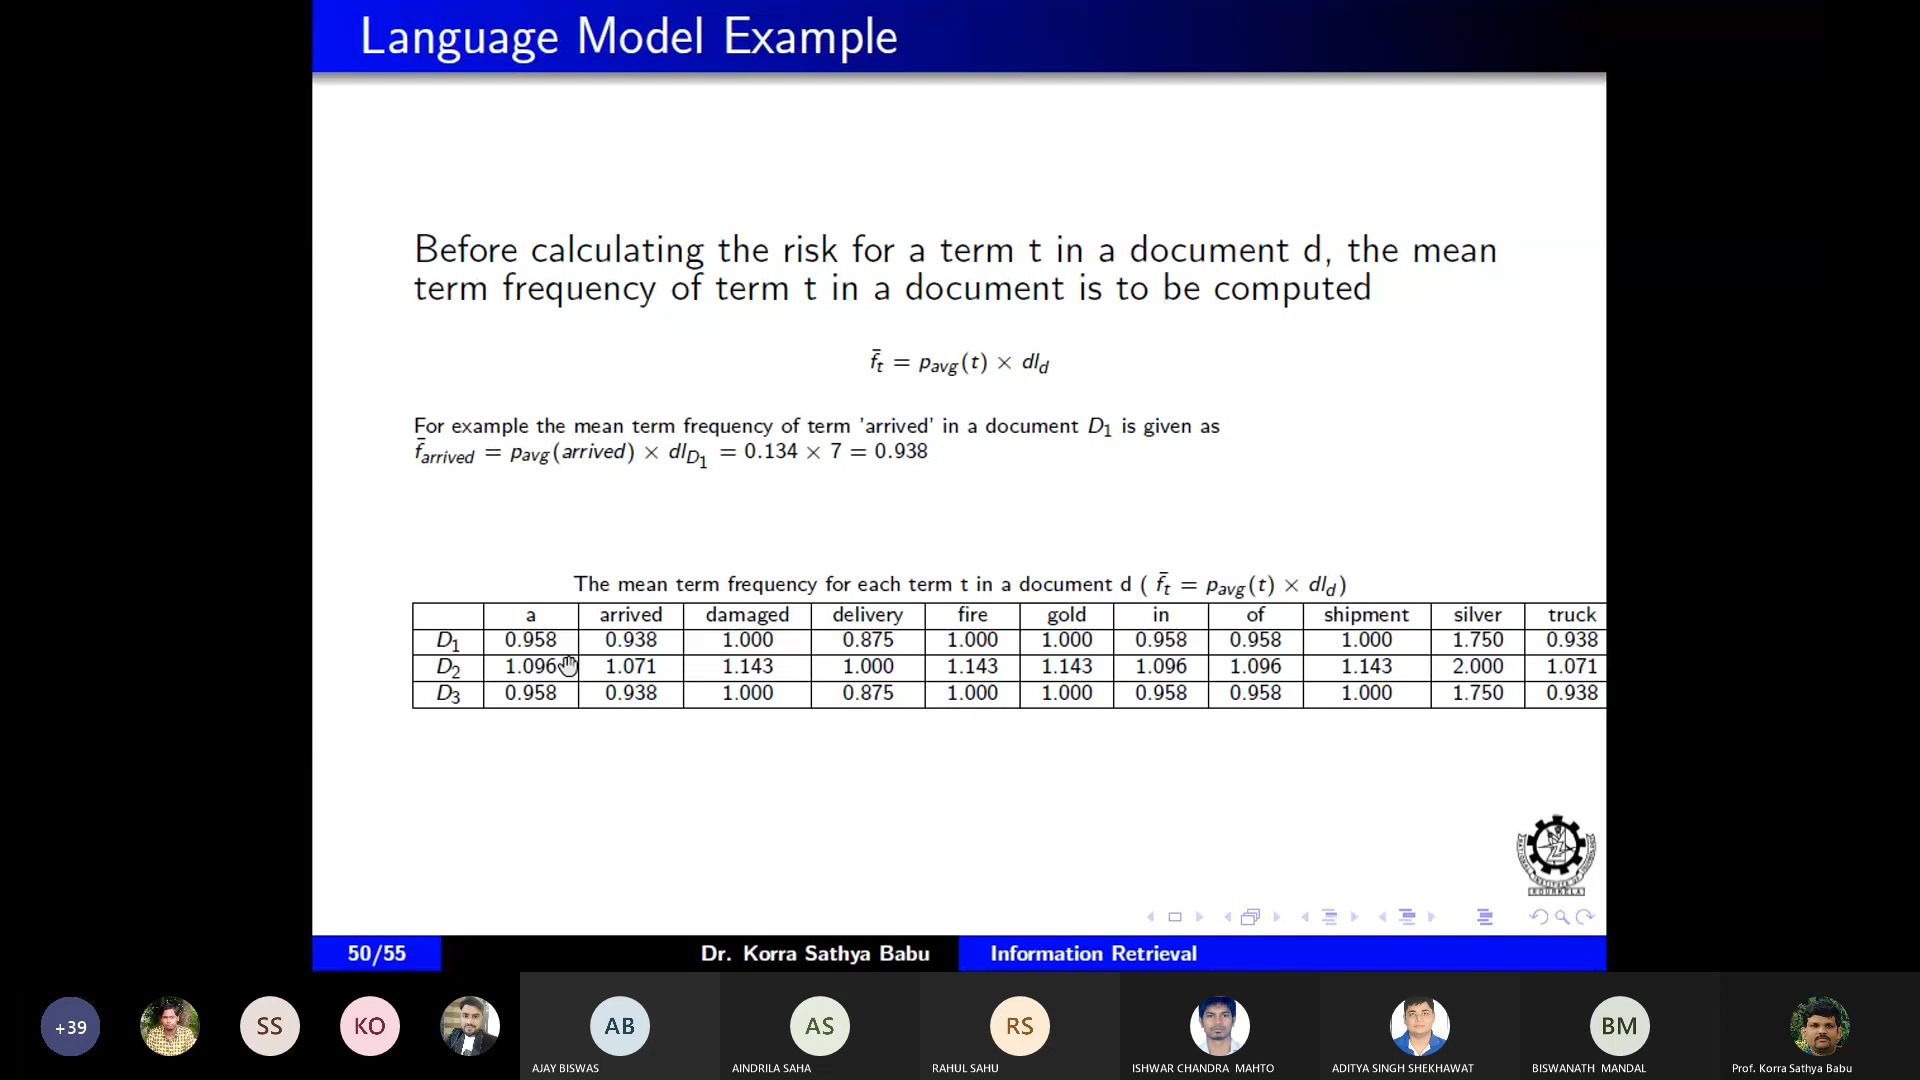 Language Model Example
Before calculating the risk for a term t in a document d, the mean
term frequency of term t in a document is to be computed
f̄t = pavg(t) × dld
For example the mean term frequency of term 'arrived' in a document D1 is given as
f̄arrived = pavg(arrived) × dlD1 = 0.134 × 7 = 0.938
The mean term frequency for each term t in a document d ( f̄t = pavg(t) × dld)
a arrived damaged delivery fire gold in of shipment silver truck
D1 0.958 0.938 1.000 0.875 1.000 1.000 0.958 0.958 1.000 1.750 0.938
D2 1.096 1.071 1.143 1.000 1.143 1.143 1.096 1.096 1.143 2.000 1.071
D3 0.958 0.938 1.000 0.875 1.000 1.000 0.958 0.958 1.000 1.750 0.938
50/55 Dr. Korra Sathya Babu Information Retrieval
+39 SS KO AB AS RS BM
AJAY BISWAS AINDRILA SAHA RAHUL SAHU ISHWAR CHANDRA MAHTO ADITYA SINGH SHEKHAWAT BISWANATH MANDAL Prof. Korra Sathya Babu